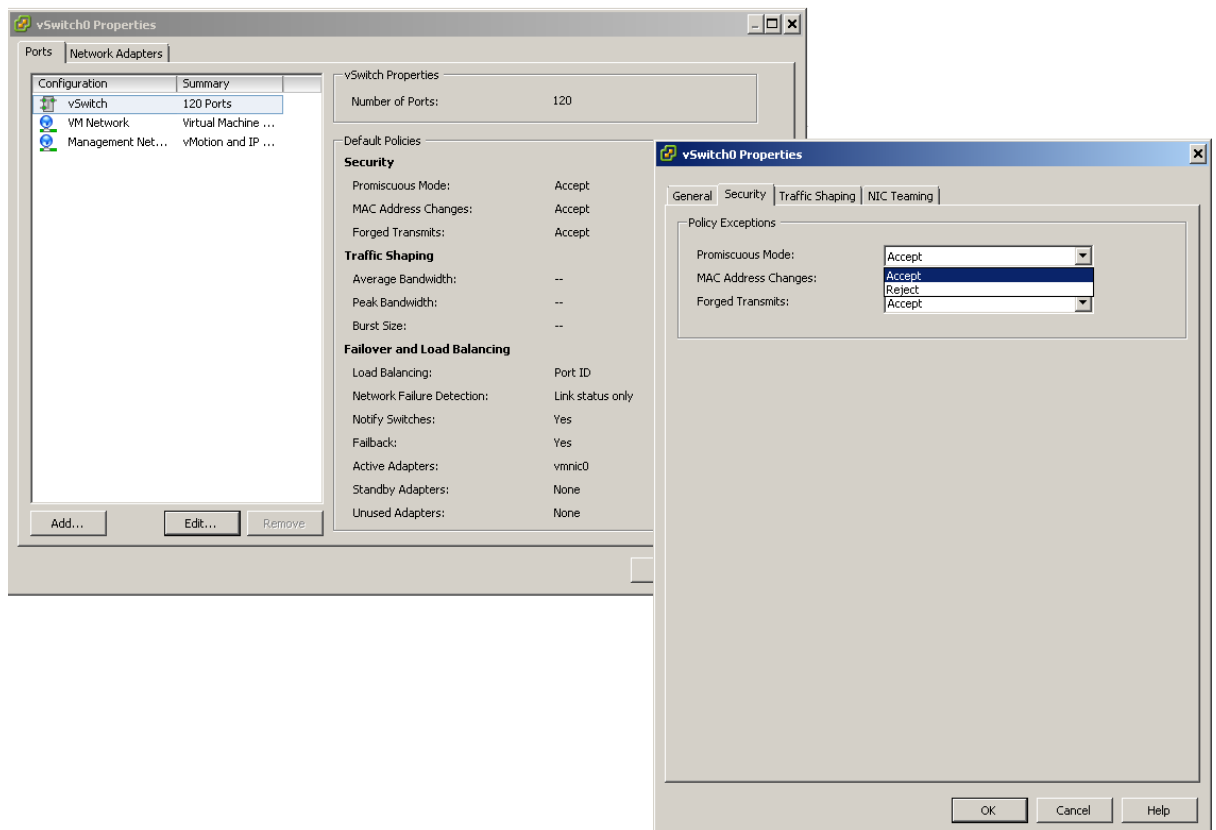 vSwitch0 Properties
Ports Network Adapters
Configuration Summary
vSwitch 120 Ports
VM Network Virtual Machine ...
Management Net... vMotion and IP ...
Add... Edit... Remove
vSwitch Properties
Number of Ports: 120
Default Policies
Security
Promiscuous Mode: Accept
MAC Address Changes: Accept
Forged Transmits: Accept
Traffic Shaping
Average Bandwidth: --
Peak Bandwidth: --
Burst Size: --
Failover and Load Balancing
Load Balancing: Port ID
Network Failure Detection: Link status only
Notify Switches: Yes
Failback: Yes
Active Adapters: vmnic0
Standby Adapters: None
Unused Adapters: None
vSwitch0 Properties
General Security Traffic Shaping NIC Teaming
Policy Exceptions
Promiscuous Mode: Accept
Accept
MAC Address Changes:
Reject
Forged Transmits: Accept
OK Cancel Help